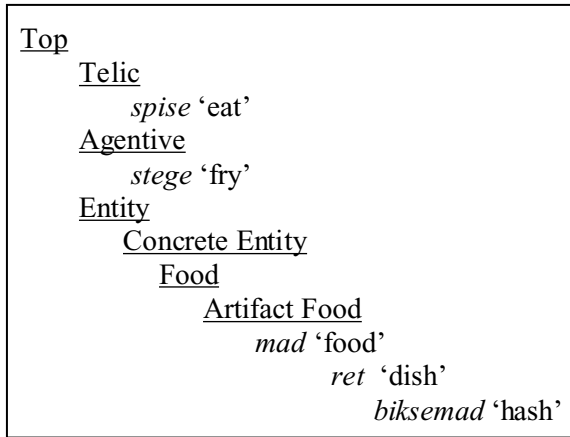 Top
Telic
spise ‘eat’
Agentive
stege ‘fry’
Entity
Concrete Entity
Food
Artifact Food
mad ‘food’
ret ‘dish’
biksemad ‘hash’